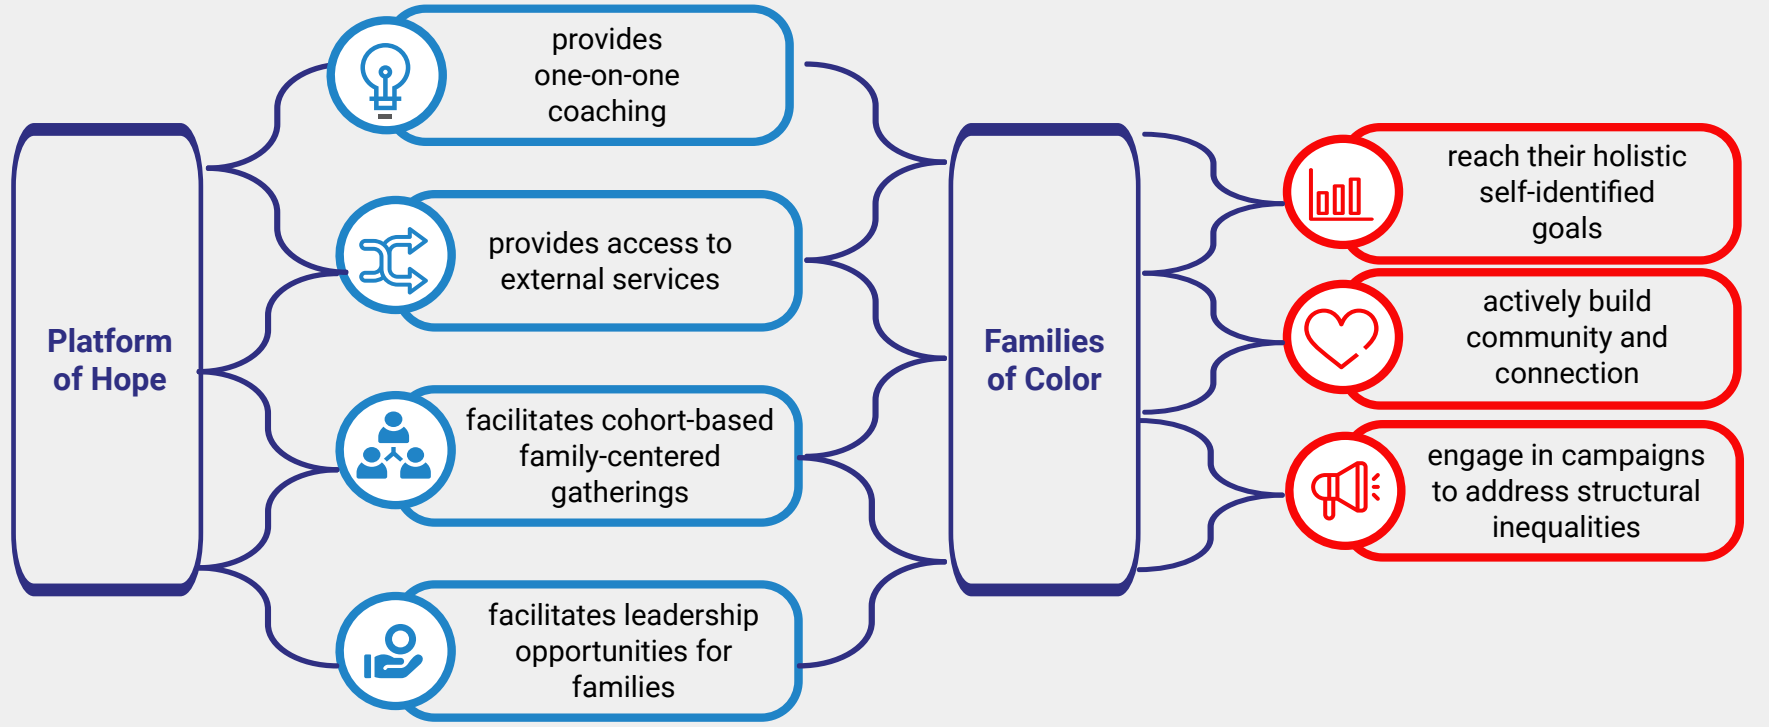 Platform
of Hope
provides
one-on-one
coaching
provides access to
external services
facilitates cohort-based
family-centered
gatherings
facilitates leadership
opportunities for
families
Families
of Color
reach their holistic
self-identified
goals
actively build
community and
connection
engage in campaigns
to address structural
inequalities